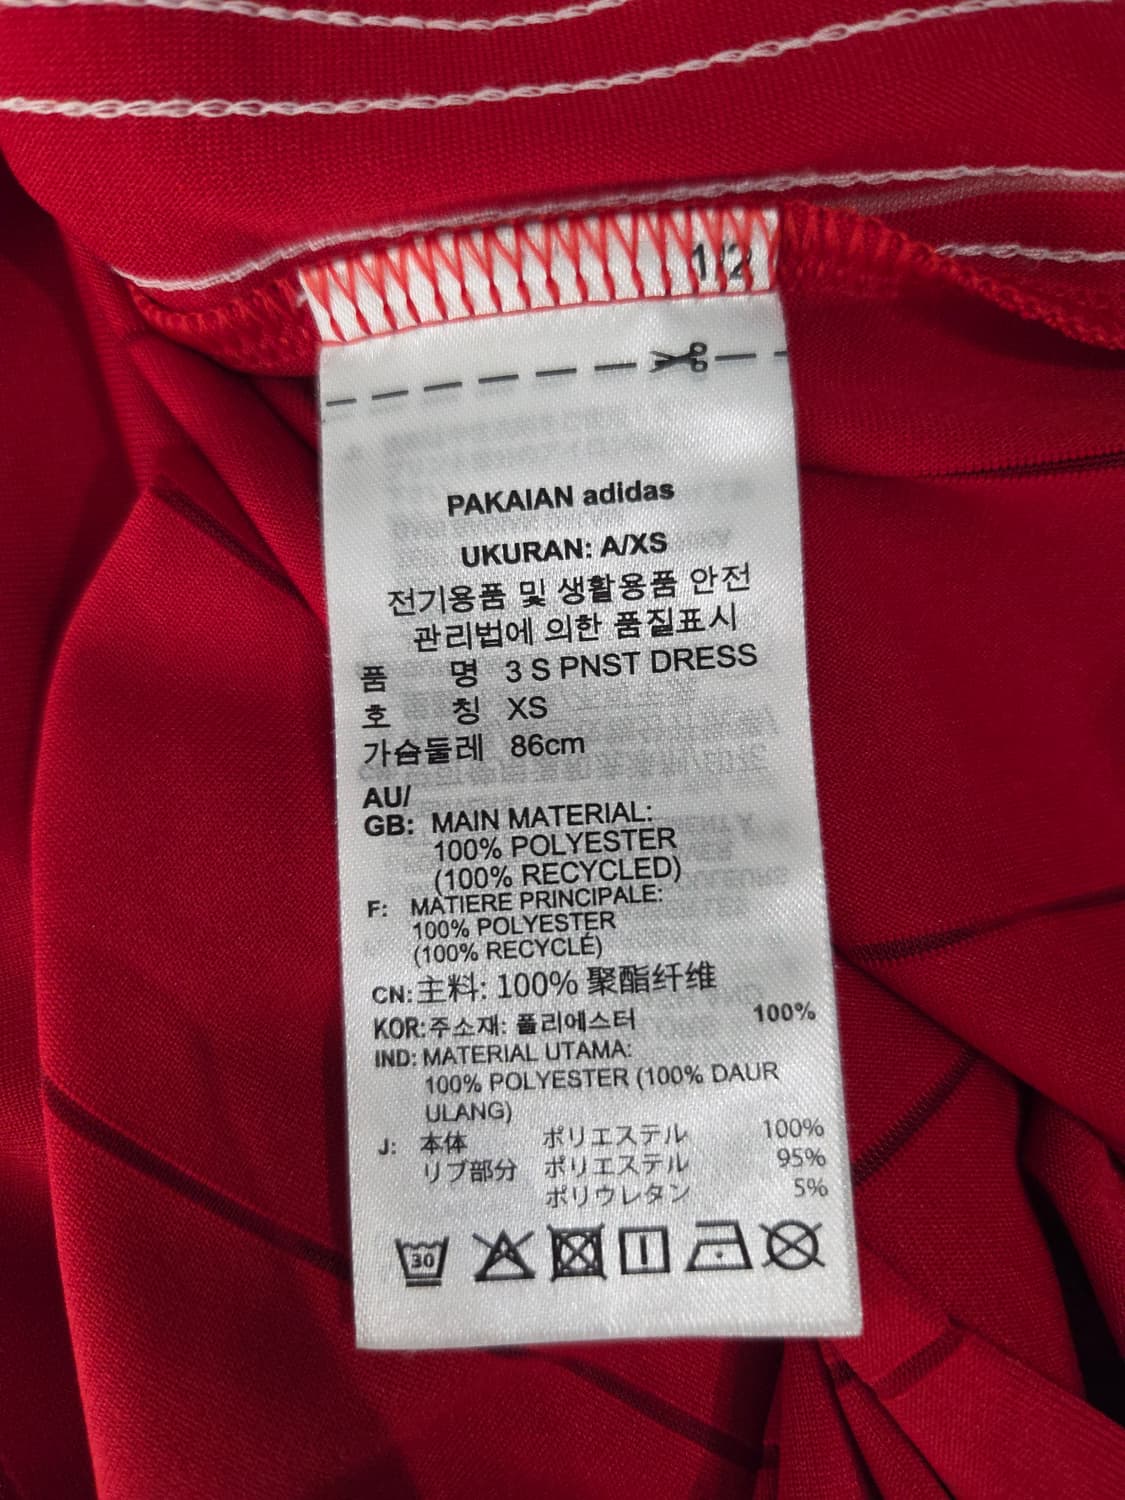 1/2
PAKAIAN adidas
UKURAN: A/XS
전기용품 및 생활용품 안전
관리법에 의한 품질표시
품 명 3 S PNST DRESS
호 칭 XS
가슴둘레 86cm
AU/
GB: MAIN MATERIAL:
100% POLYESTER
(100% RECYCLED)
F: MATIERE PRINCIPALE:
100% POLYESTER
(100% RECYCLÉ)
CN: 主料: 100% 聚酯纤维
KOR: 주소재: 폴리에스터 100%
IND: MATERIAL UTAMA:
100% POLYESTER (100% DAUR
ULANG)
J: 本体 ポリエステル 100%
リブ部分 ポリエステル 95%
ポリウレタン 5%
30